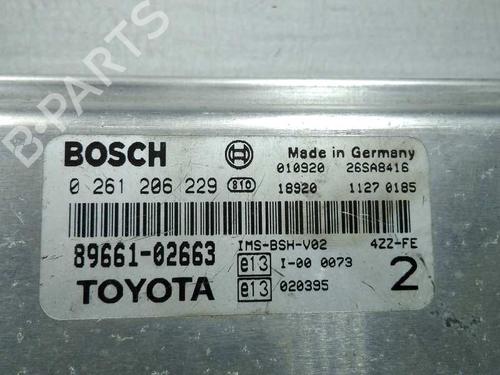 B-PARTS
BOSCH
Made in Germany
010920 26SA8416
0 261 206 229 810
18920 1127 0185
89661-02663
IMS-BSH-V02 4ZZ-FE
e13 I-00 0073
TOYOTA
e13 020395
2